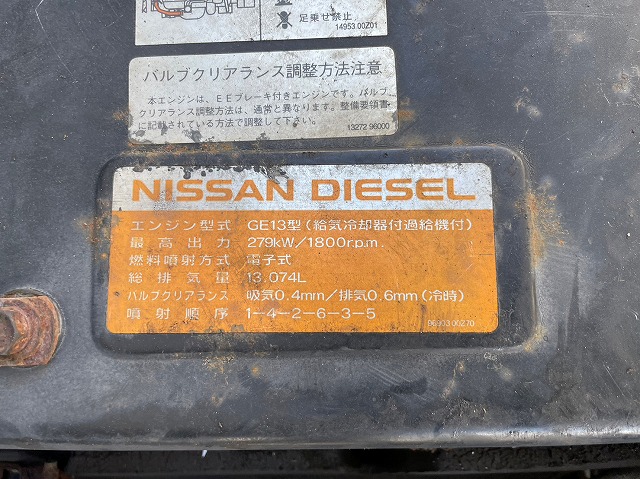 足乗せ禁止
14953 00Z01
バルブクリアランス調整方法注意
本エンジンは、EEブレーキ付きエンジンです。バルブ
クリアランス調整方法は、通常と異なります。整備要領書
に記載されている方法で調整して下さい。
13272 96000
NISSAN DIESEL
エンジン型式 GE13型(給気冷却器付過給機付)
最高出力 279kW/1800r.p.m.
燃料噴射方式 電子式
総排気量 13.074L
バルブクリアランス 吸気0.4mm/排気0.6mm(冷時)
噴射順序 1-4-2-6-3-5
96903 00Z70